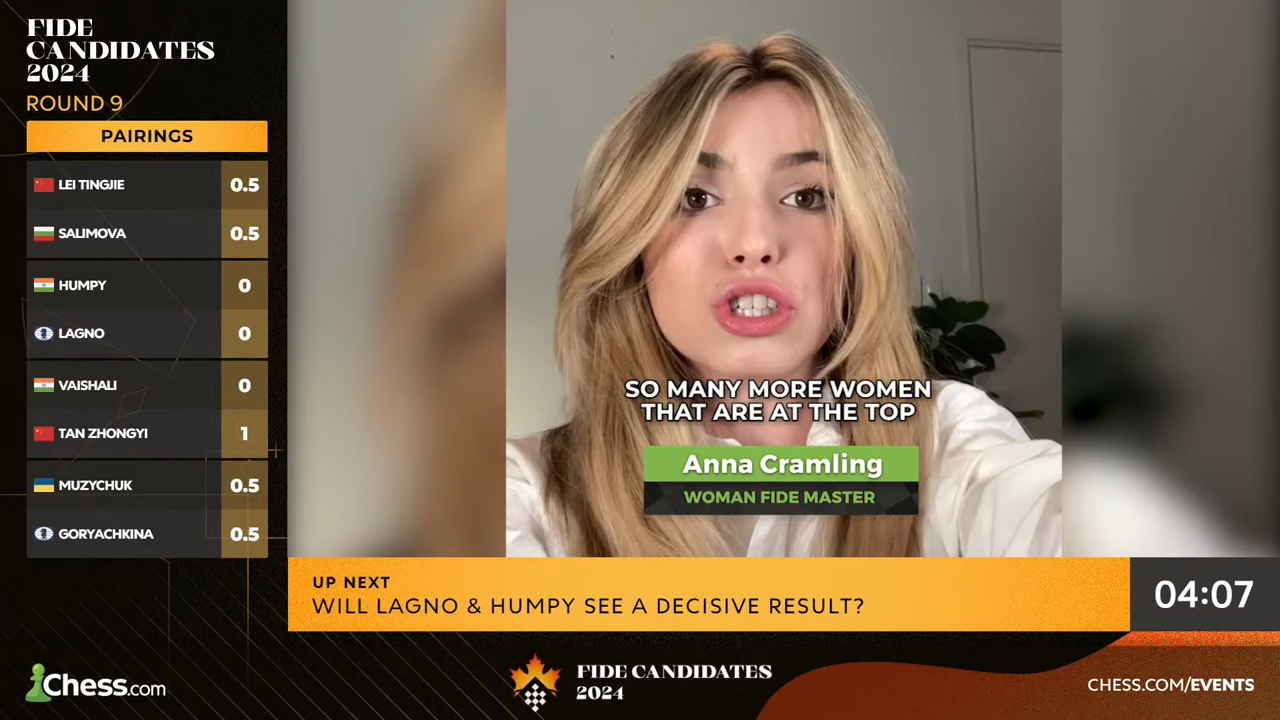 FIDE
CANDIDATES
2024
ROUND 9
PAIRINGS
LEI TINGJIE 0.5
SALIMOVA 0.5
HUMPY 0
LAGNO 0
VAISHALI 0
TAN ZHONGYI 1
MUZYCHUK 0.5
GORYACHKINA 0.5
SO MANY MORE WOMEN
THAT ARE AT THE TOP
Anna Cramling
WOMAN FIDE MASTER
UP NEXT
WILL LAGNO & HUMPY SEE A DECISIVE RESULT?
04:07
Chess.com
FIDE CANDIDATES
2024
CHESS.COM/EVENTS